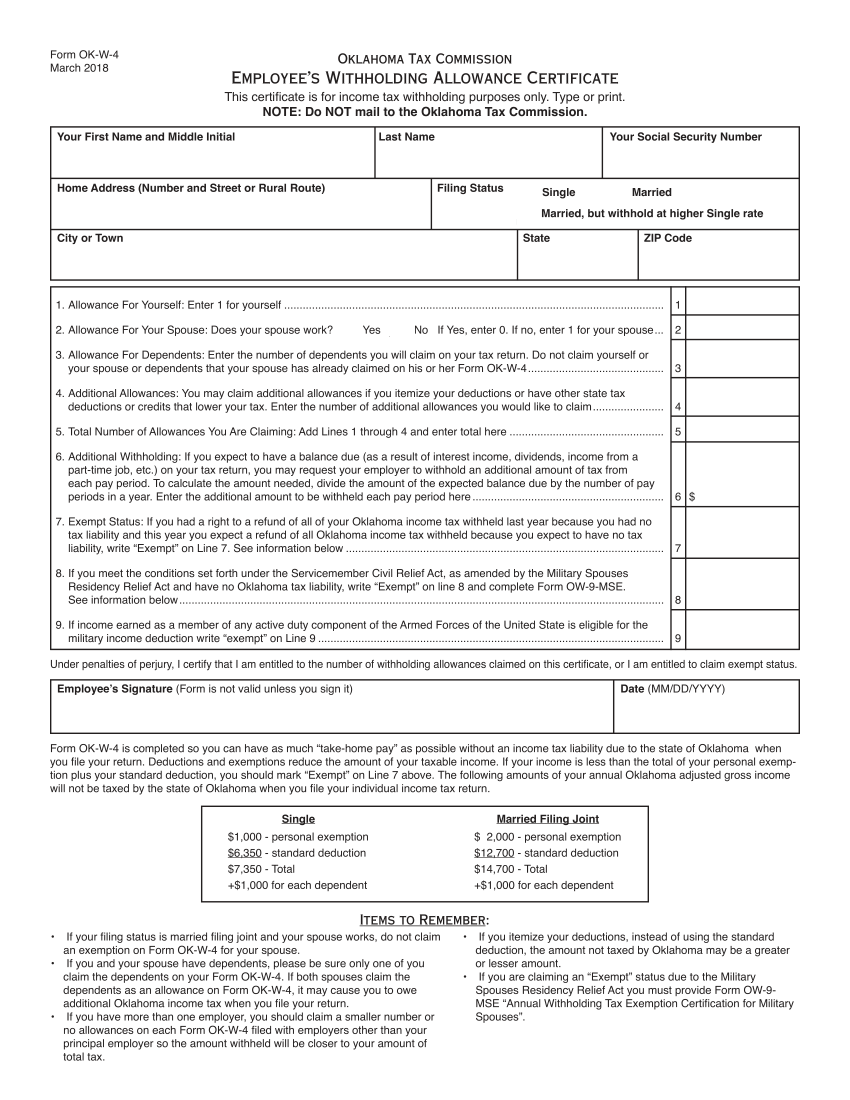 Form OK-W-4
March 2018
Oklahoma Tax Commission
Employee's Withholding Allowance Certificate
This certificate is for income tax withholding purposes only. Type or print.
NOTE: Do NOT mail to the Oklahoma Tax Commission.
Your First Name and Middle Initial
Last Name
Your Social Security Number
Home Address (Number and Street or Rural Route)
Filing Status
Single
Married
Married, but withhold at higher Single rate
City or Town
State
ZIP Code
1. Allowance For Yourself: Enter 1 for yourself ........ 1
2. Allowance For Your Spouse: Does your spouse work? Yes No If Yes, enter 0. If no, enter 1 for your spouse... 2
3. Allowance For Dependents: Enter the number of dependents you will claim on your tax return. Do not claim yourself or
your spouse or dependents that your spouse has already claimed on his or her Form OK-W-4........ 3
4. Additional Allowances: You may claim additional allowances if you itemize your deductions or have other state tax
deductions or credits that lower your tax. Enter the number of additional allowances you would like to claim........ 4
5. Total Number of Allowances You Are Claiming: Add Lines 1 through 4 and enter total here ........ 5
6. Additional Withholding: If you expect to have a balance due (as a result of interest income, dividends, income from a
part-time job, etc.) on your tax return, you may request your employer to withhold an additional amount of tax from
each pay period. To calculate the amount needed, divide the amount of the expected balance due by the number of pay
periods in a year. Enter the additional amount to be withheld each pay period here ........ 6 $
7. Exempt Status: If you had a right to a refund of all of your Oklahoma income tax withheld last year because you had no
tax liability and this year you expect a refund of all Oklahoma income tax withheld because you expect to have no tax
liability, write “Exempt” on Line 7. See information below ........ 7
8. If you meet the conditions set forth under the Servicemember Civil Relief Act, as amended by the Military Spouses
Residency Relief Act and have no Oklahoma tax liability, write “Exempt” on line 8 and complete Form OW-9-MSE.
See information below........ 8
9. If income earned as a member of any active duty component of the Armed Forces of the United State is eligible for the
military income deduction write “exempt” on Line 9 ........ 9
Under penalties of perjury, I certify that I am entitled to the number of withholding allowances claimed on this certificate, or I am entitled to claim exempt status.
Employee's Signature (Form is not valid unless you sign it)
Date (MM/DD/YYYY)
Form OK-W-4 is completed so you can have as much “take-home pay” as possible without an income tax liability due to the state of Oklahoma when
you file your return. Deductions and exemptions reduce the amount of your taxable income. If your income is less than the total of your personal exemp-
tion plus your standard deduction, you should mark “Exempt” on Line 7 above. The following amounts of your annual Oklahoma adjusted gross income
will not be taxed by the state of Oklahoma when you file your individual income tax return.
Single
$1,000 - personal exemption
$6,350 - standard deduction
$7,350 - Total
+$1,000 for each dependent
Married Filing Joint
$ 2,000 - personal exemption
$12,700 - standard deduction
$14,700 - Total
+$1,000 for each dependent
Items to Remember:
• If your filing status is married filing joint and your spouse works, do not claim
an exemption on Form OK-W-4 for your spouse.
• If you and your spouse have dependents, please be sure only one of you
claim the dependents on your Form OK-W-4. If both spouses claim the
dependents as an allowance on Form OK-W-4, it may cause you to owe
additional Oklahoma income tax when you file your return.
• If you have more than one employer, you should claim a smaller number or
no allowances on each Form OK-W-4 filed with employers other than your
principal employer so the amount withheld will be closer to your amount of
total tax.
• If you itemize your deductions, instead of using the standard
deduction, the amount not taxed by Oklahoma may be a greater
or lesser amount.
• If you are claiming an “Exempt” status due to the Military
Spouses Residency Relief Act you must provide Form OW-9-
MSE “Annual Withholding Tax Exemption Certification for Military
Spouses”.